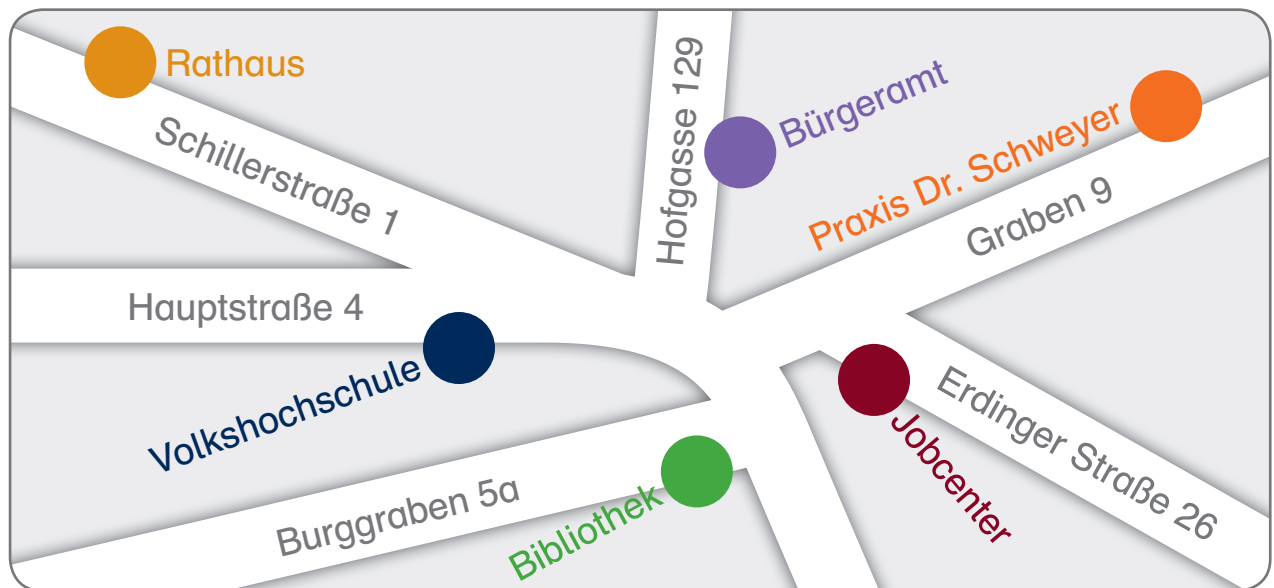 Rathaus
Schillerstraße 1
Hofgasse 129
Bürgeramt
Praxis Dr. Schweyer
Graben 9
Hauptstraße 4
Volkshochschule
Burggraben 5a
Bibliothek
Jobcenter
Erdinger Straße 26